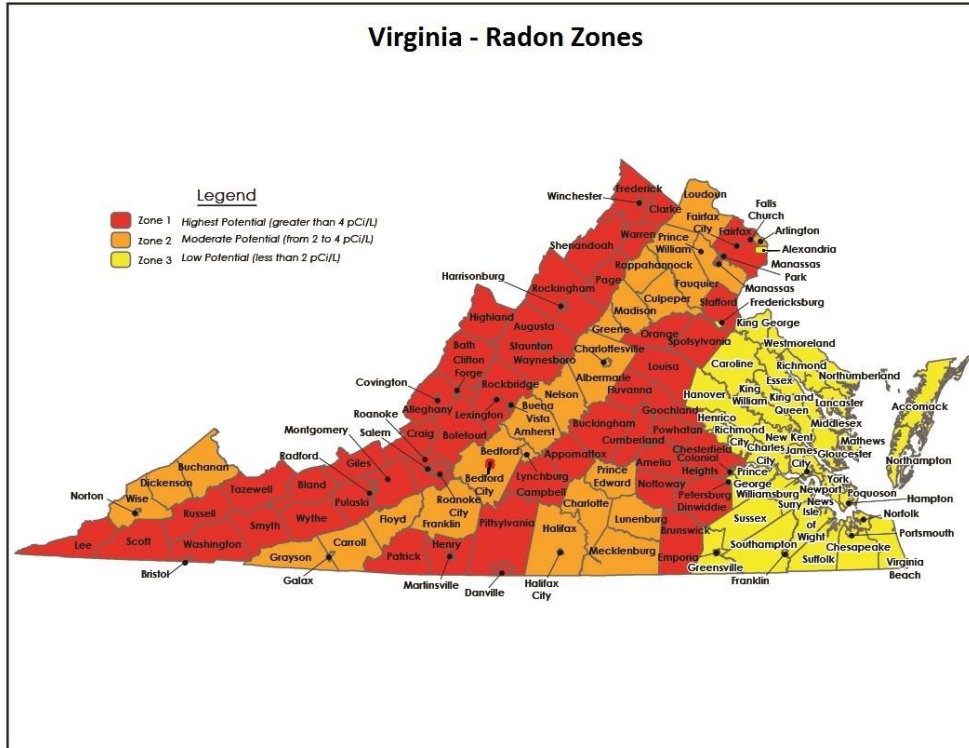 Virginia - Radon Zones
Legend
Zone 1 Highest Potential (greater than 4 pCi/L)
Zone 2 Moderate Potential (from 2 to 4 pCi/L)
Zone 3 Low Potential (less than 2 pCi/L)
Winchester
Frederick
Clarke
Loudoun
Fairfax
City
Falls
Church
Fairfax
Arlington
Alexandria
Warren
Prince
William
Shenandoah
Manassas
Park
Rappahannock
Manassas
Harrisonburg
Page
Fauquier
Rockingham
Culpeper
Stafford
Madison
Fredericksburg
Highland
Augusta
Greene
Orange
Spotsylvania
King George
Westmoreland
Bath
Staunton
Charlottesville
Clifton
Forge
Waynesboro
Louisa
Caroline
Richmond
Essex
Northumberland
Covington
Rockbridge
Albermarle
Fluvanna
Hanover
King
William
King and
Queen
Lancaster
Accomack
Alleghany
Lexington
Buena
Vista
Nelson
Goochland
Henrico
Middlesex
Roanoke
Salem
Craig
Botetourt
Amherst
Buckingham
Powhatan
Richmond
City
New Kent
Mathews
Montgomery
Cumberland
Chesterfield
Charles
City
James
City
Gloucester
Radford
Giles
Bedford
Appomattox
Amelia
Colonial
Heights
Prince
George
York
Northampton
Buchanan
Dickenson
Bland
Bedford
City
Lynchburg
Prince
Edward
Nottoway
Petersburg
Williamsburg
Newport
News
Poquoson
Hampton
Norton
Wise
Tazewell
Pulaski
Roanoke
City
Campbell
Dinwiddie
Surry
Norfolk
Russell
Wythe
Floyd
Franklin
Pittsylvania
Charlotte
Lunenburg
Sussex
Isle
of
Wight
Portsmouth
Smyth
Halifax
Brunswick
Lee
Scott
Washington
Carroll
Grayson
Patrick
Henry
Mecklenburg
Emporia
Southampton
Chesapeake
Suffolk
Virginia
Beach
Bristol
Galax
Martinsville
Danville
Halifax
City
Greensville
Franklin